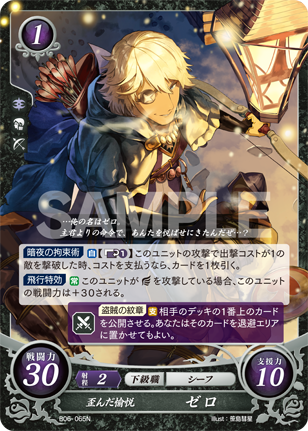 1
SAMPLE
…俺の名はゼロ。
主君よりの命令で、あんたを悦ばせにきたんだぜ…？
暗夜の拘束術 自 【1】このユニットの攻撃で出撃コストが1の
敵を撃破した時、コストを支払うなら、カードを1枚引く。
飛行特効 常 このユニットが を攻撃している場合、このユニット
の戦闘力は＋30される。
盗賊の紋章 支 相手のデッキの1番上のカード
を公開させる。あなたはそのカードを退避エリア
に置かせてもよい。
戦闘力
30
射程 2 下級職 シーフ
支援力
10
歪んだ愉悦 ゼロ
B06-065N
Illust：笹島彗星